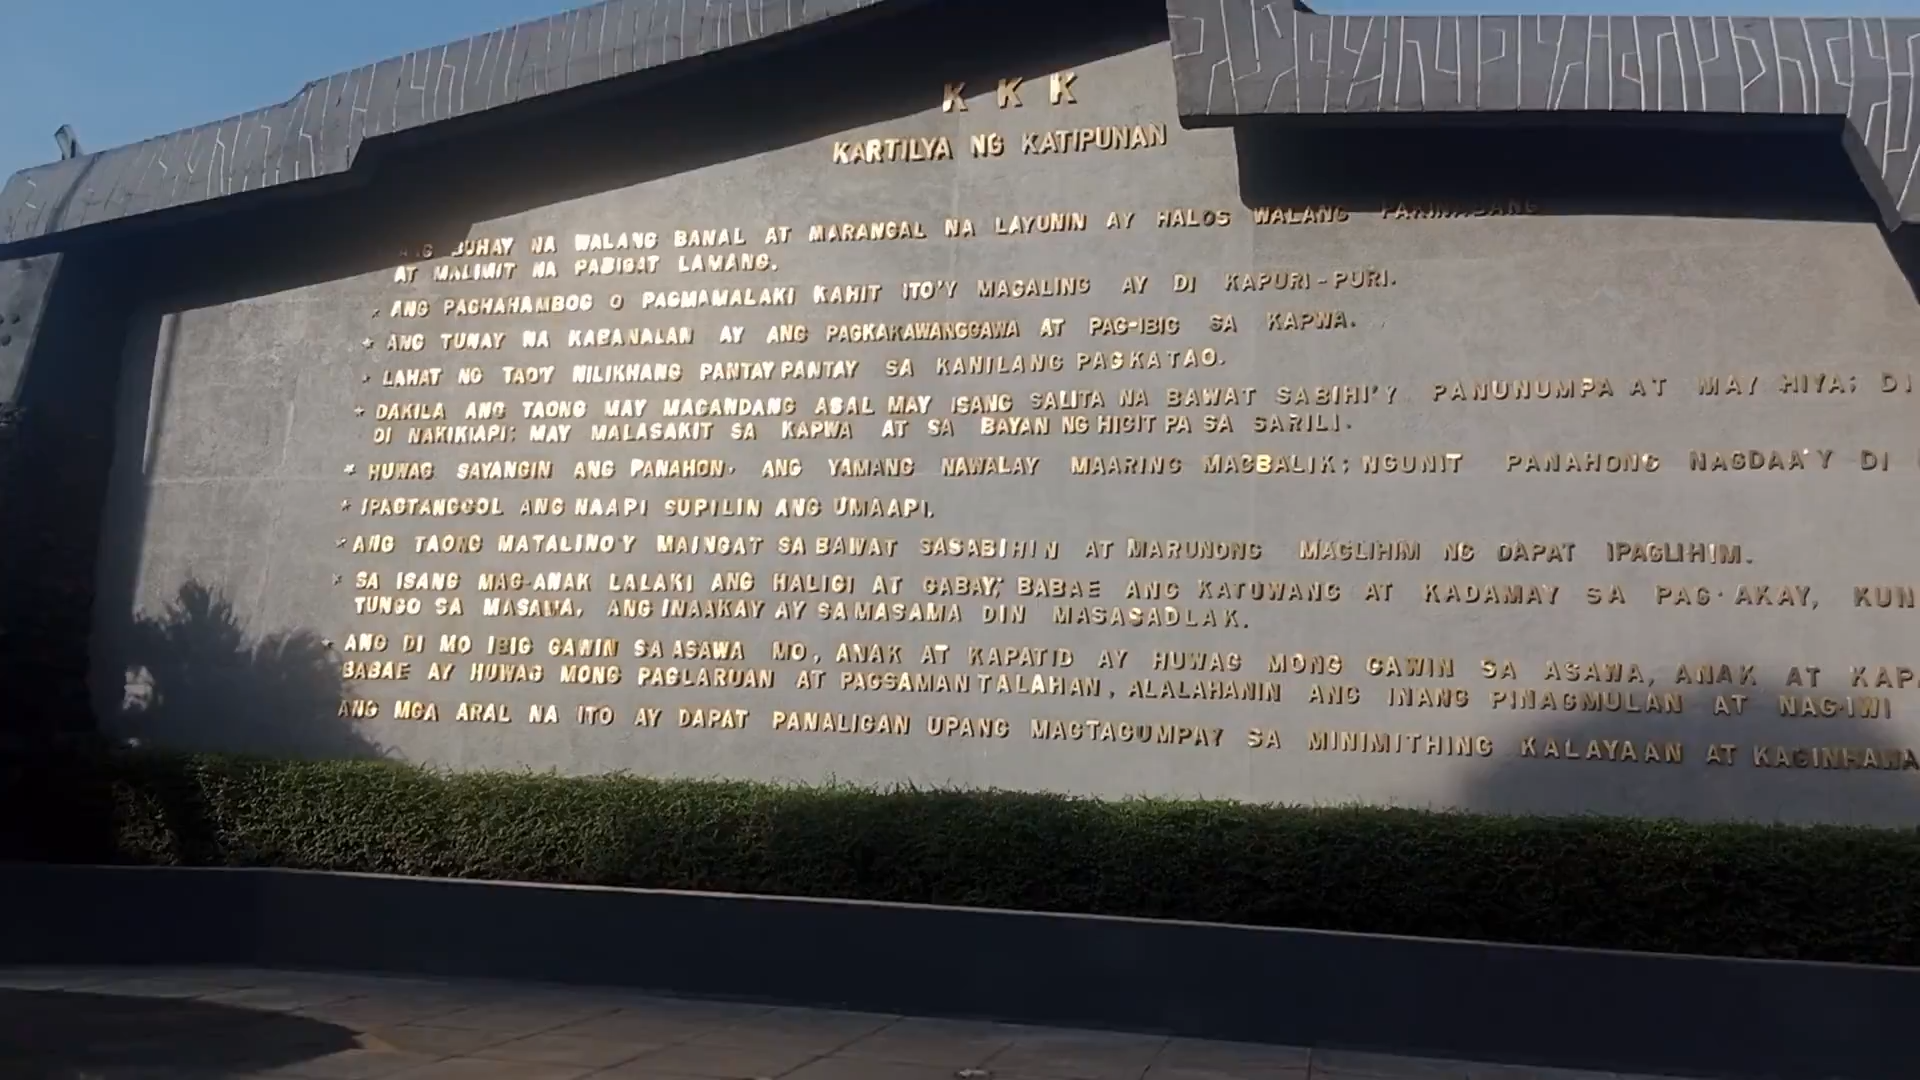 K K K
KARTILYA NG KATIPUNAN
ANG BUHAY NA WALANG BANAL AT MARANGAL NA LAYUNIN AY HALOS WALANG PAKINABANG
AT MALIMIT NA PABIGAT LAMANG.
* ANG PAGHAHAMBOG O PAGMAMALAKI KAHIT ITO'Y MAGALING AY DI KAPURI-PURI.
* ANG TUNAY NA KABANALAN AY ANG PAGKAKAWANGGAWA AT PAG-IBIG SA KAPWA.
* LAHAT NG TAO'Y NILIKHANG PANTAY PANTAY SA KANILANG PAGKATAO.
* DAKILA ANG TAONG MAY MAGANDANG ASAL MAY ISANG SALITA NA BAWAT SABIHI'Y PANUNUMPA AT MAY HIYA; DI
DI NAKIKIAPI; MAY MALASAKIT SA KAPWA AT SA BAYAN NG HIGIT PA SA SARILI.
* HUWAG SAYANGIN ANG PANAHON. ANG YAMANG NAWALAY MAARING MAGBALIK; NGUNIT PANAHONG NAGDAA'Y DI
* IPAGTANGGOL ANG NAAPI SUPILIN ANG UMAAPI.
* ANG TAONG MATALINO'Y MAINGAT SA BAWAT SASABIHIN AT MARUNONG MAGLIHIM NG DAPAT IPAGLIHIM.
* SA ISANG MAG-ANAK LALAKI ANG HALIGI AT GABAY; BABAE ANG KATUWANG AT KADAMAY SA PAG-AKAY, KUN
TUNGO SA MASAMA, ANG INAAKAY AY SA MASAMA DIN MASASADLAK.
* ANG DI MO IBIG GAWIN SA ASAWA MO, ANAK AT KAPATID AY HUWAG MONG GAWIN SA ASAWA, ANAK AT KAPA
BABAE AY HUWAG MONG PAGLARUAN AT PAGSAMANTALAHAN, ALALAHANIN ANG INANG PINAGMULAN AT NAG-IWI
ANG MGA ARAL NA ITO AY DAPAT PANALIGAN UPANG MAGTAGUMPAY SA MINIMITHING KALAYAAN AT KAGINHAWA